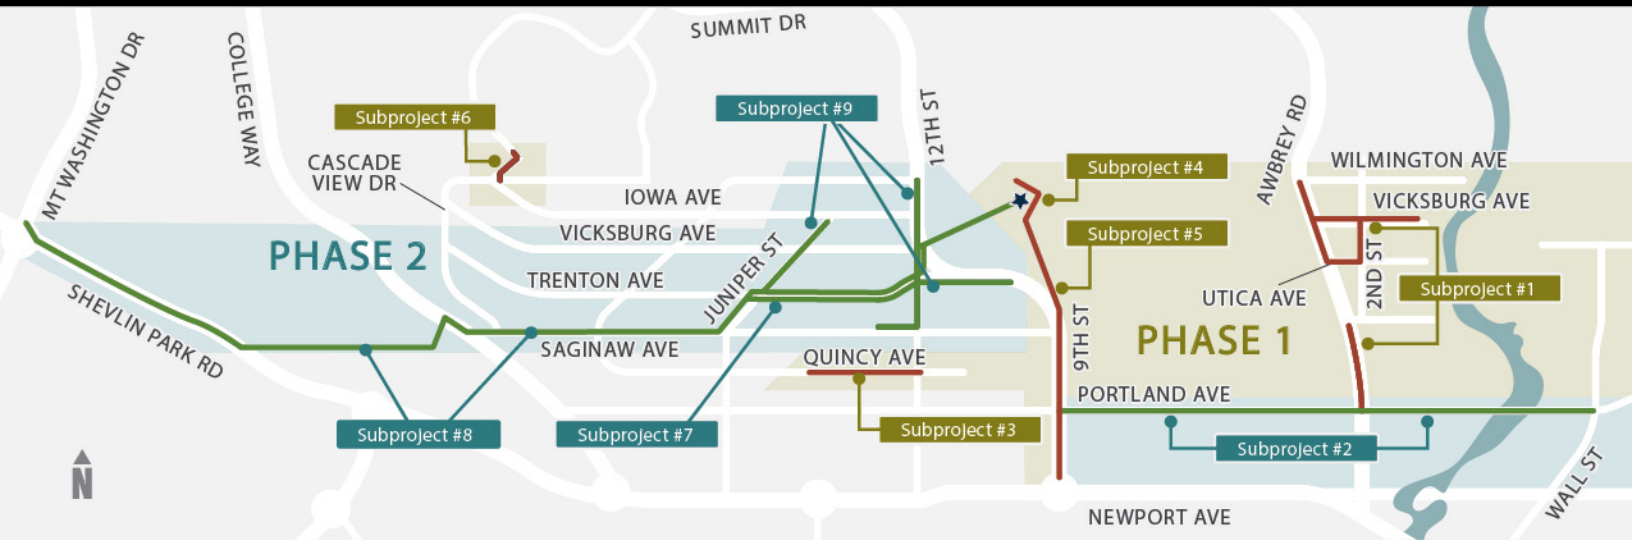 SUMMIT DR
MT WASHINGTON DR
COLLEGE WAY
Subproject #6
Subproject #9
12TH ST
AWBREY RD
CASCADE
VIEW DR
IOWA AVE
Subproject #4
WILMINGTON AVE
VICKSBURG AVE
VICKSBURG AVE
Subproject #5
PHASE 2
TRENTON AVE
JUNIPER ST
2ND ST
UTICA AVE
Subproject #1
SHEVLIN PARK RD
SAGINAW AVE
QUINCY AVE
9TH ST
PHASE 1
PORTLAND AVE
Subproject #8
Subproject #7
Subproject #3
Subproject #2
N
WALL ST
NEWPORT AVE